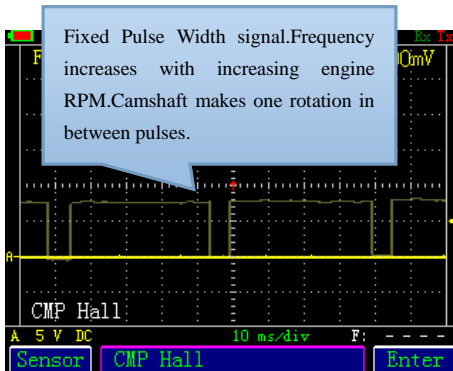 Rx Tx
F
00mV
Fixed Pulse Width signal.Frequency
increases with increasing engine
RPM.Camshaft makes one rotation in
between pulses.
A-
CMP Hall
A 5 V DC 10 ms/div F: - - - -
Sensor CMP Hall Enter